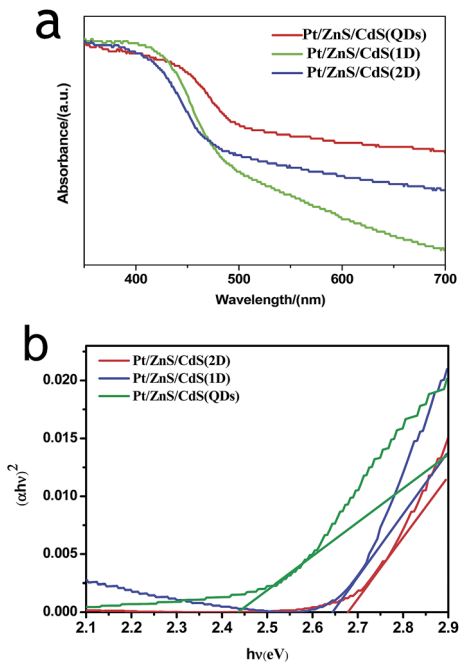 a
Pt/ZnS/CdS(QDs)
Pt/ZnS/CdS(1D)
Pt/ZnS/CdS(2D)
Absorbance/(a.u.)
400 500 600 700
Wavelength/(nm)
b
Pt/ZnS/CdS(2D)
Pt/ZnS/CdS(1D)
Pt/ZnS/CdS(QDs)
(αhν)²
0.020
0.015
0.010
0.005
0.000
2.1 2.2 2.3 2.4 2.5 2.6 2.7 2.8 2.9
hν(eV)